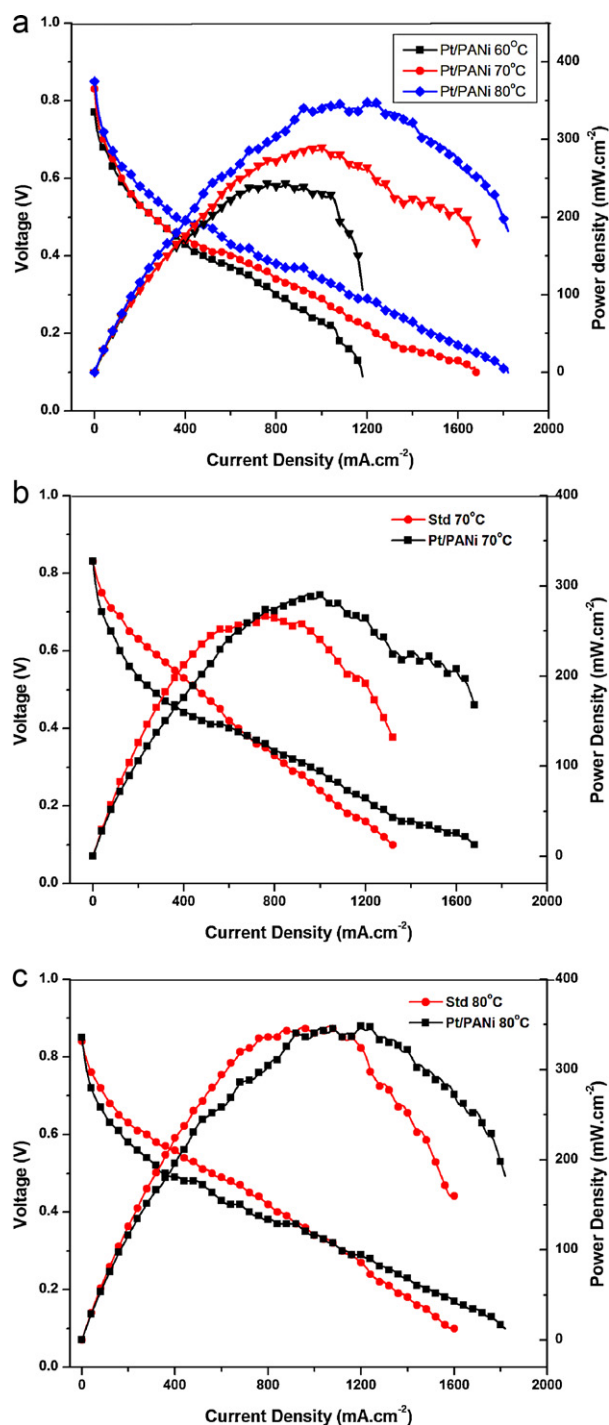 a
Pt/PANi 60°C
Pt/PANi 70°C
Pt/PANi 80°C
1.0
0.8
0.6
0.4
0.2
0.0
Voltage (V)
400
300
200
100
0
Power density (mW.cm⁻²)
0 400 800 1200 1600 2000
Current Density (mA.cm⁻²)
b
Std 70°C
Pt/PANi 70°C
1.0
0.8
0.6
0.4
0.2
0.0
Voltage (V)
400
300
200
100
0
Power Density (mW.cm⁻²)
0 400 800 1200 1600 2000
Current Density (mA.cm⁻²)
c
Std 80°C
Pt/PANi 80°C
1.0
0.8
0.6
0.4
0.2
0.0
Voltage (V)
400
300
200
100
0
Power Density (mW.cm⁻²)
0 400 800 1200 1600 2000
Current Density (mA.cm⁻²)